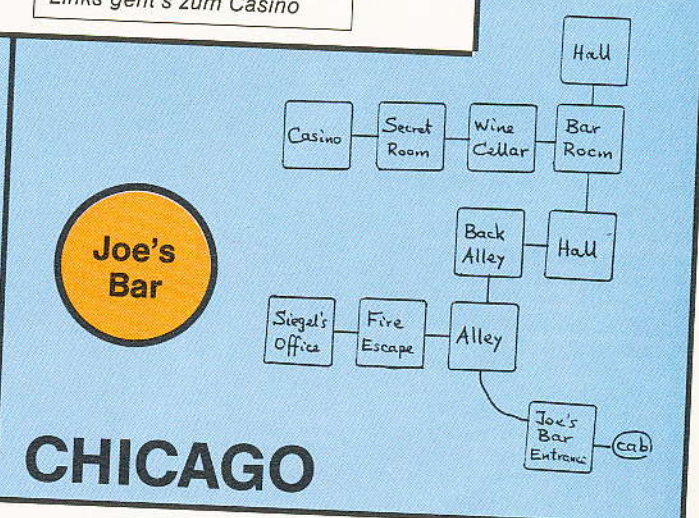 Links geht's zum Casino
Hall
Casino
Secret
Room
Wine
Cellar
Bar
Room
Joe's
Bar
Back
Alley
Hall
Siegel's
Office
Fire
Escape
Alley
Joe's
Bar
Entrance
cab
CHICAGO